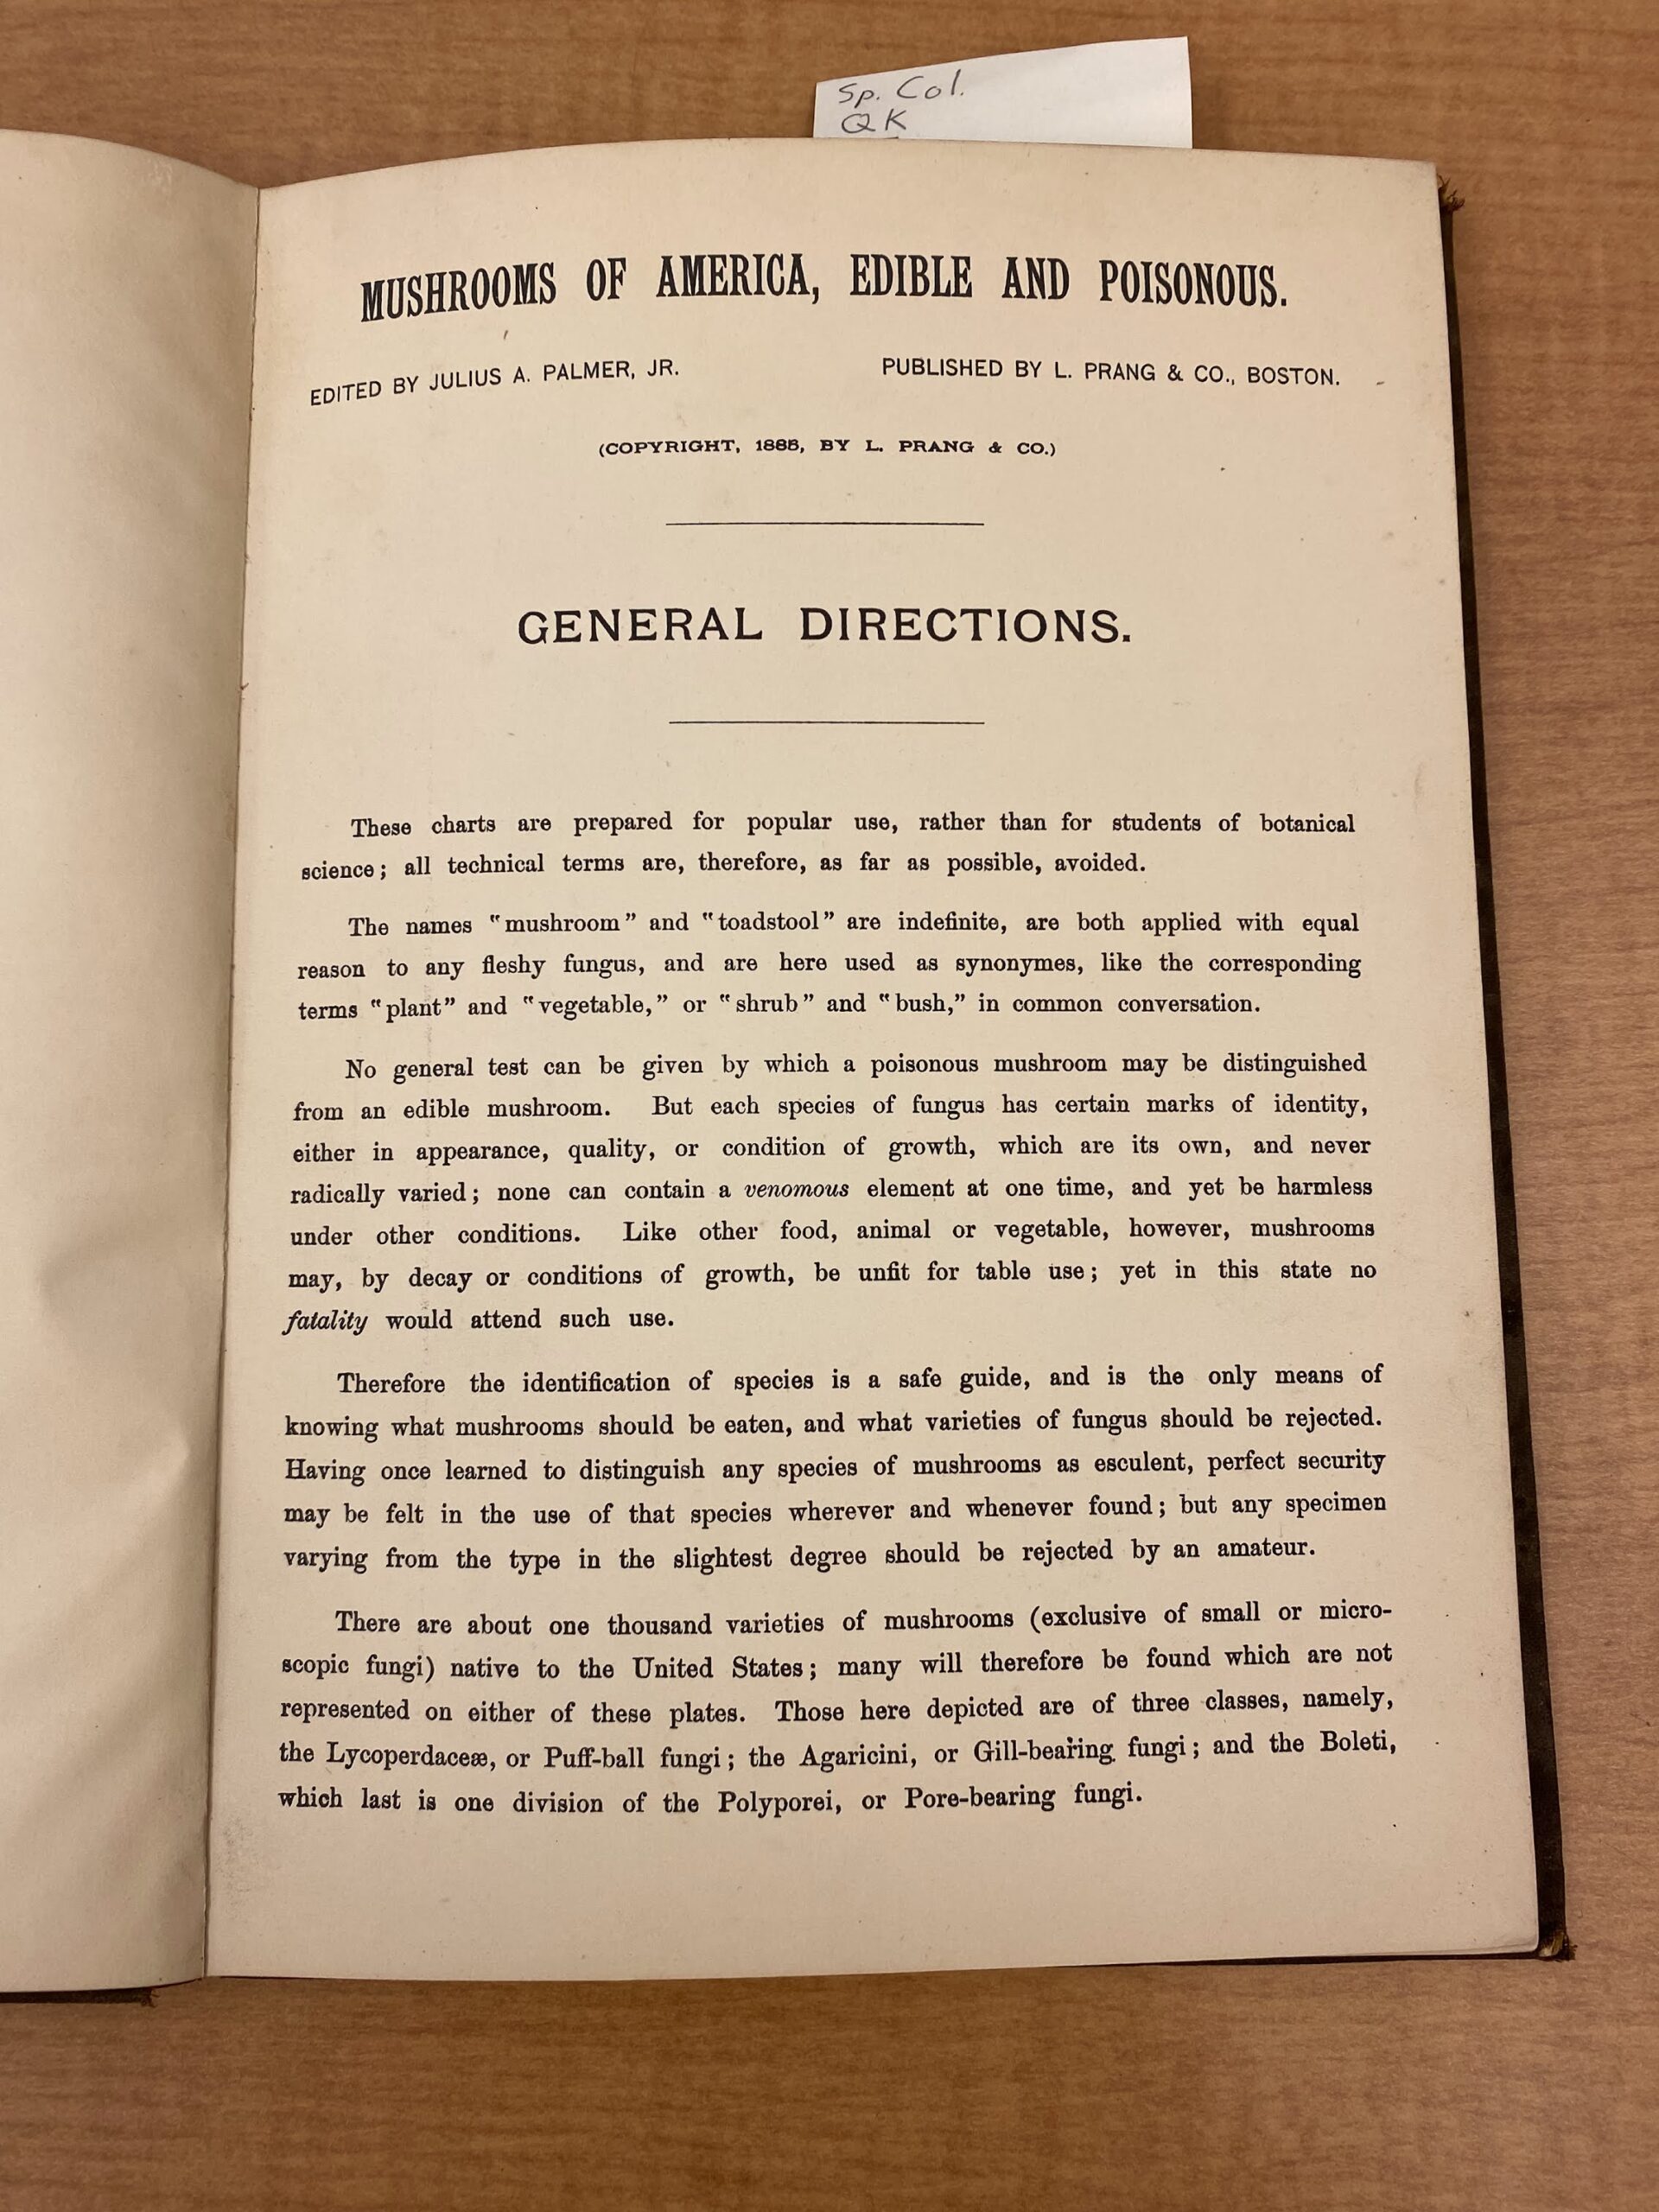 Sp. Col.
QK
MUSHROOMS OF AMERICA, EDIBLE AND POISONOUS.
EDITED BY JULIUS A. PALMER, JR.
PUBLISHED BY L. PRANG & CO., BOSTON.
(COPYRIGHT, 1885, BY L. PRANG & CO.)
GENERAL DIRECTIONS.
These charts are prepared for popular use, rather than for students of botanical
science; all technical terms are, therefore, as far as possible, avoided.
The names "mushroom" and "toadstool" are indefinite, are both applied with equal
reason to any fleshy fungus, and are here used as synonymes, like the corresponding
terms "plant" and "vegetable," or "shrub" and "bush," in common conversation.
No general test can be given by which a poisonous mushroom may be distinguished
from an edible mushroom. But each species of fungus has certain marks of identity,
either in appearance, quality, or condition of growth, which are its own, and never
radically varied; none can contain a venomous element at one time, and yet be harmless
under other conditions. Like other food, animal or vegetable, however, mushrooms
may, by decay or conditions of growth, be unfit for table use; yet in this state no
fatality would attend such use.
Therefore the identification of species is a safe guide, and is the only means of
knowing what mushrooms should be eaten, and what varieties of fungus should be rejected.
Having once learned to distinguish any species of mushrooms as esculent, perfect security
may be felt in the use of that species wherever and whenever found; but any specimen
varying from the type in the slightest degree should be rejected by an amateur.
There are about one thousand varieties of mushrooms (exclusive of small or micro-
scopic fungi) native to the United States; many will therefore be found which are not
represented on either of these plates. Those here depicted are of three classes, namely,
the Lycoperdaceæ, or Puff-ball fungi; the Agaricini, or Gill-bearing fungi; and the Boleti,
which last is one division of the Polyporei, or Pore-bearing fungi.